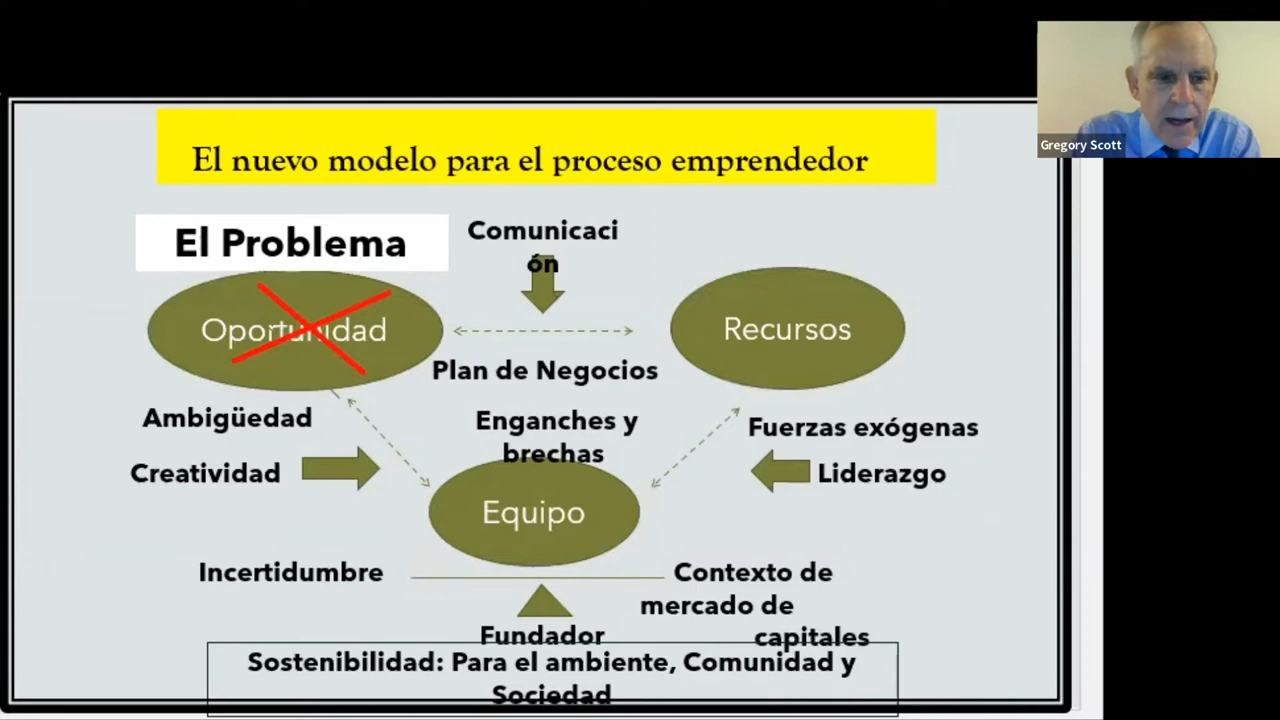 Gregory Scott
El nuevo modelo para el proceso emprendedor
El Problema
Comunicaci
ón
Oportunidad
Recursos
Plan de Negocios
Ambigüedad
Enganches y
brechas
Fuerzas exógenas
Creatividad
Liderazgo
Equipo
Incertidumbre
Contexto de
mercado de
capitales
Fundador
Sostenibilidad: Para el ambiente, Comunidad y
Sociedad